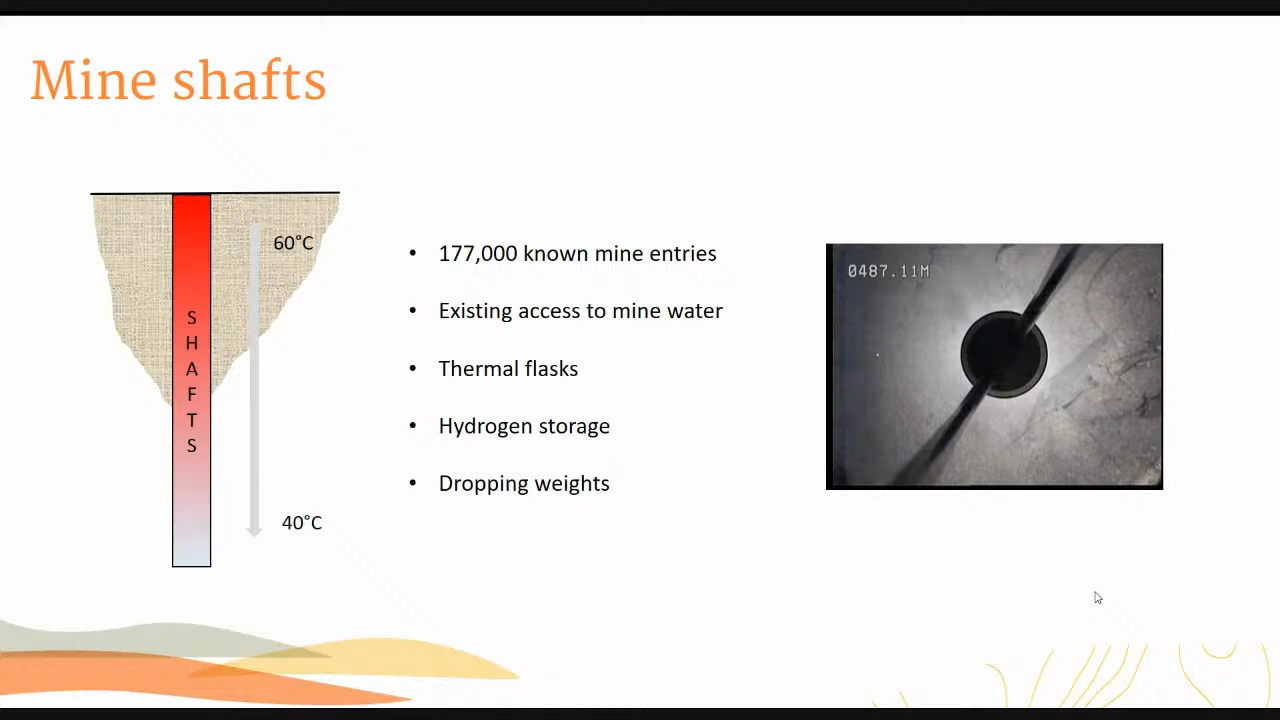 Mine shafts
60°C
SHAFTS
40°C
• 177,000 known mine entries
• Existing access to mine water
• Thermal flasks
• Hydrogen storage
• Dropping weights
0487.11M